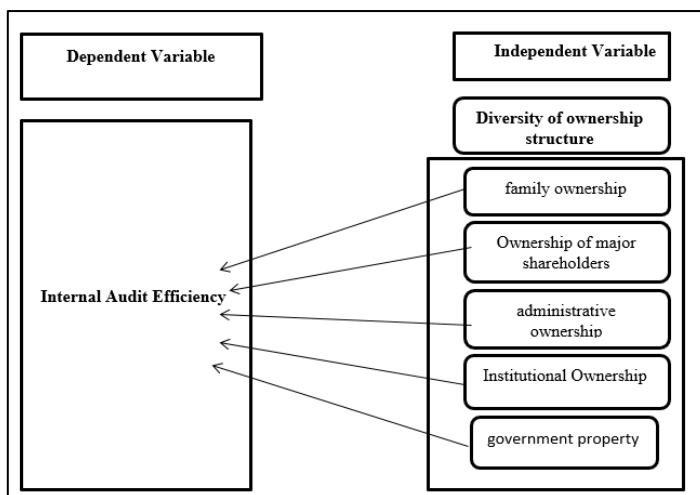 Dependent Variable
Independent Variable
Diversity of ownership
structure
family ownership
Ownership of major
shareholders
Internal Audit Efficiency
administrative
ownership
Institutional Ownership
government property